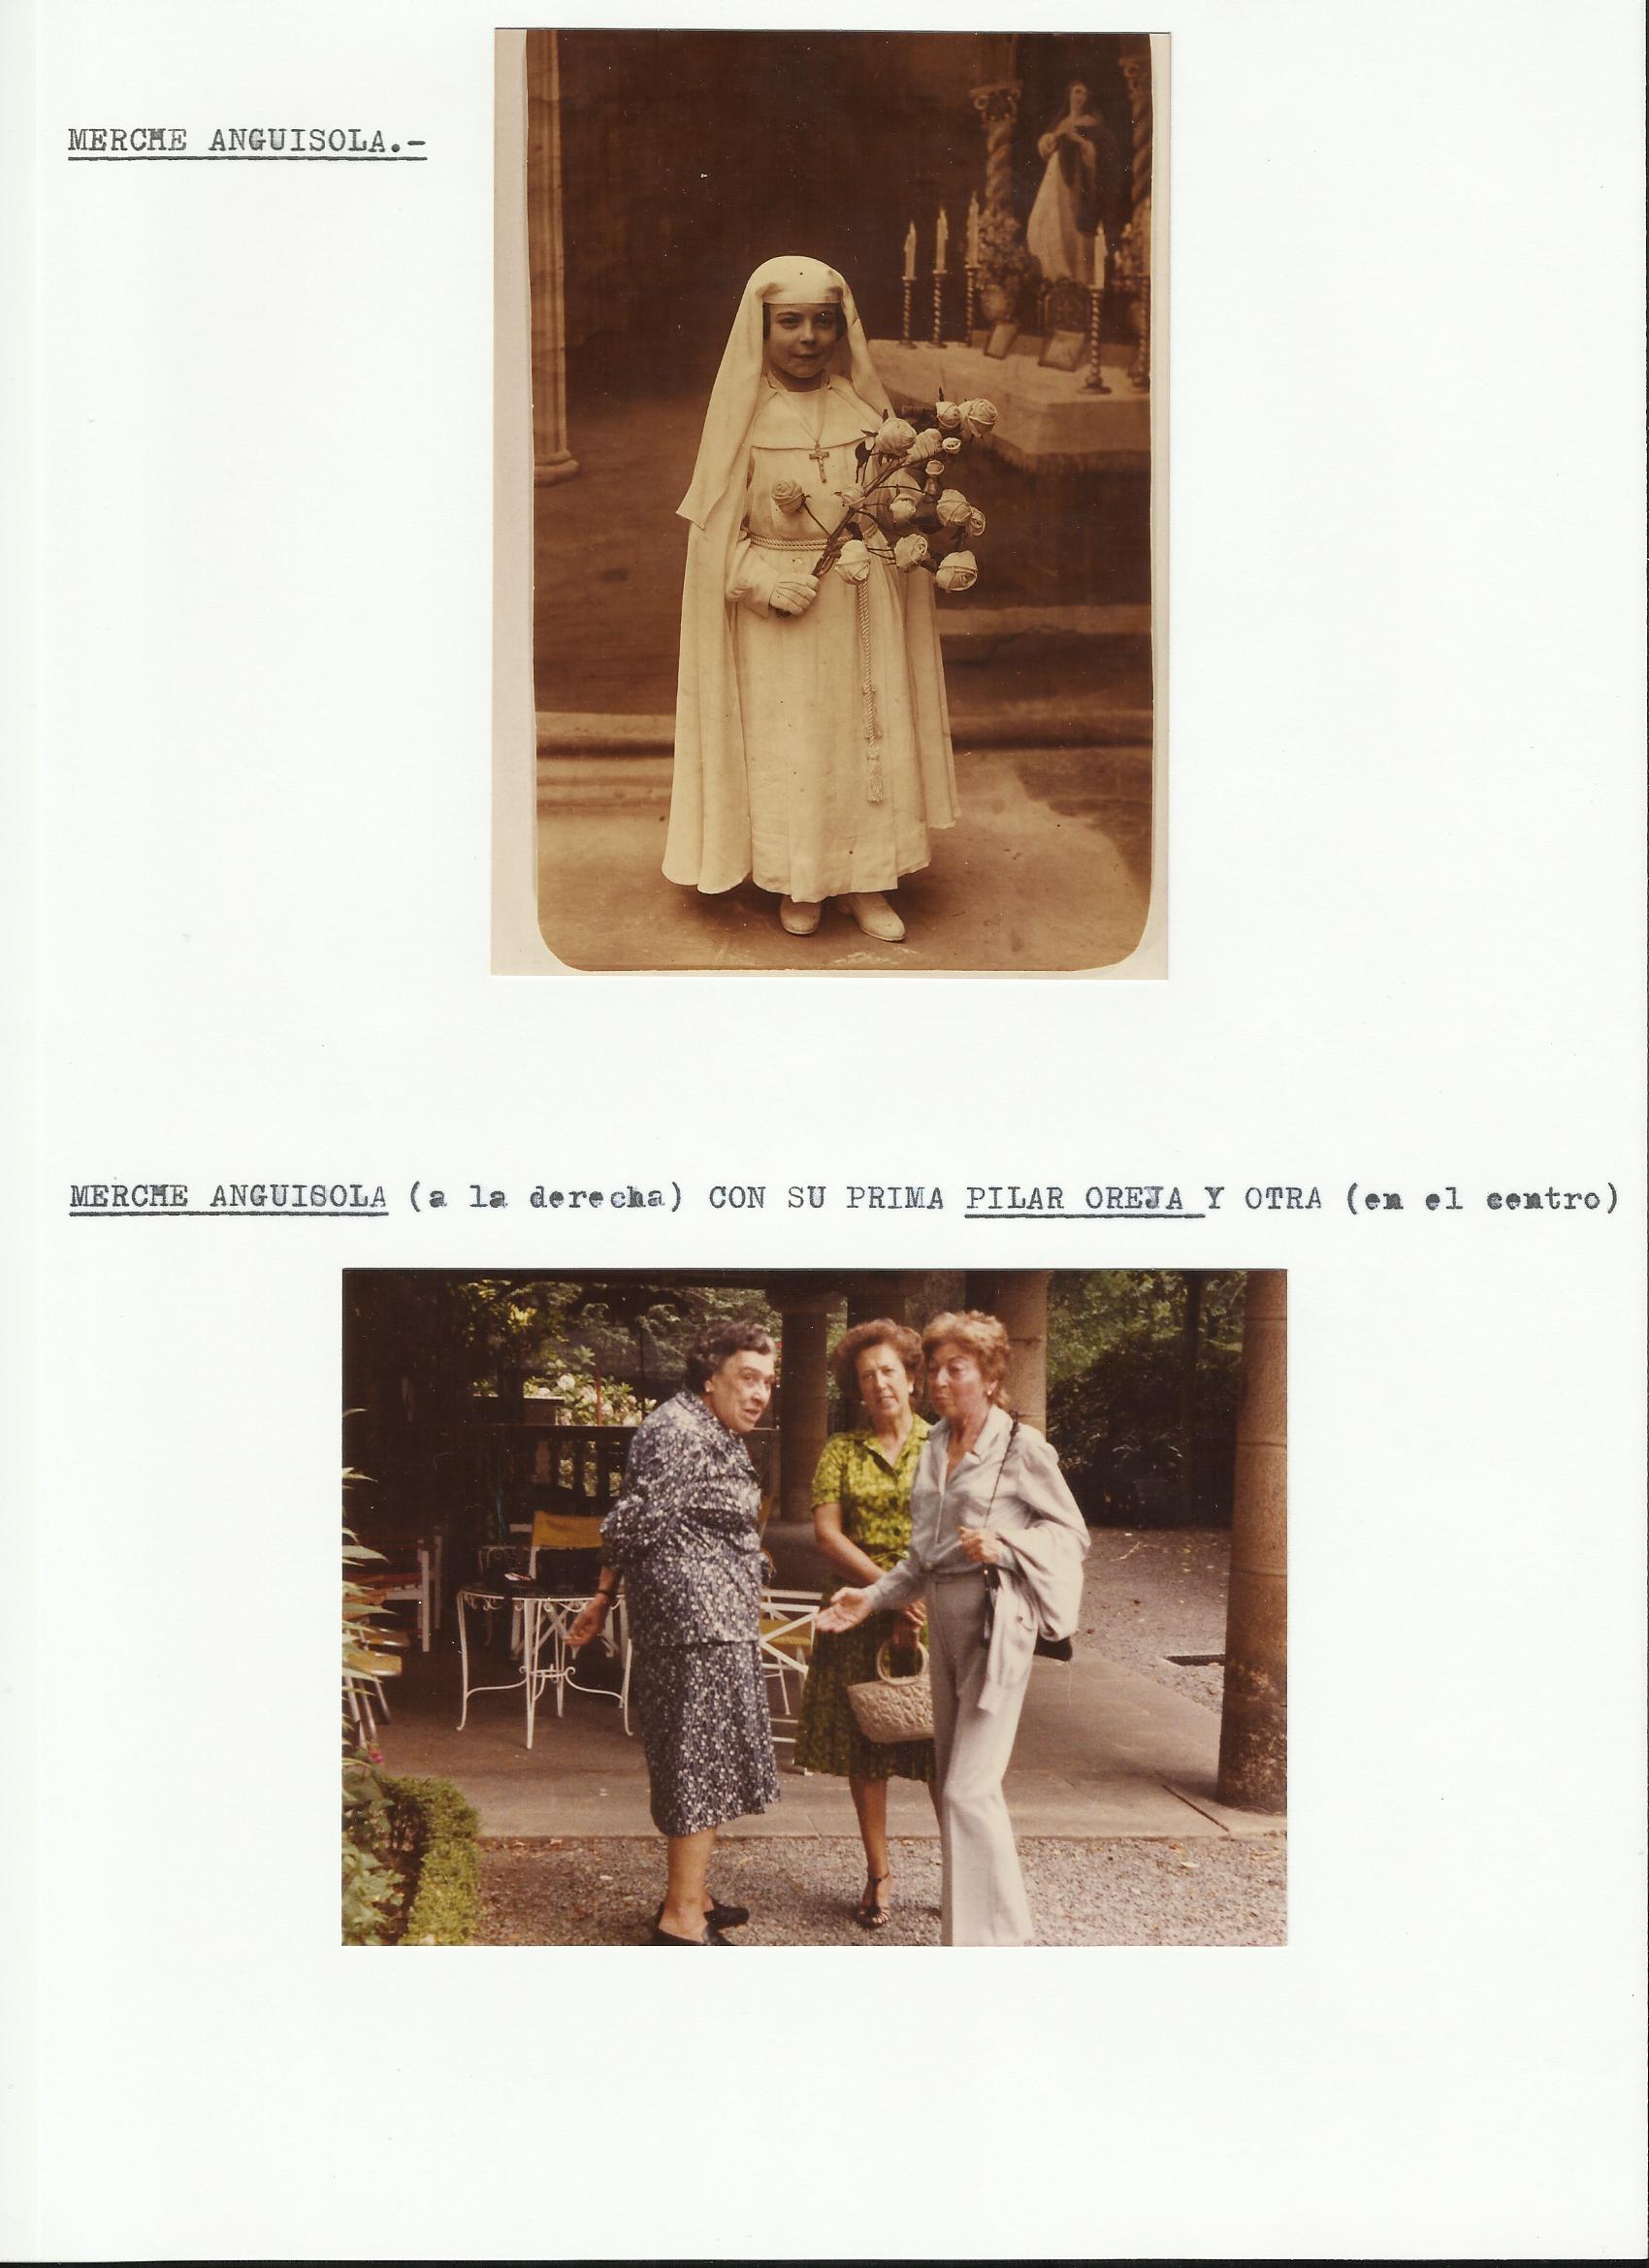 MERCHE ANGUISOLA.-
MERCHE ANGUISOLA (a la derecha) CON SU PRIMA PILAR OREJA Y OTRA (en el centro)